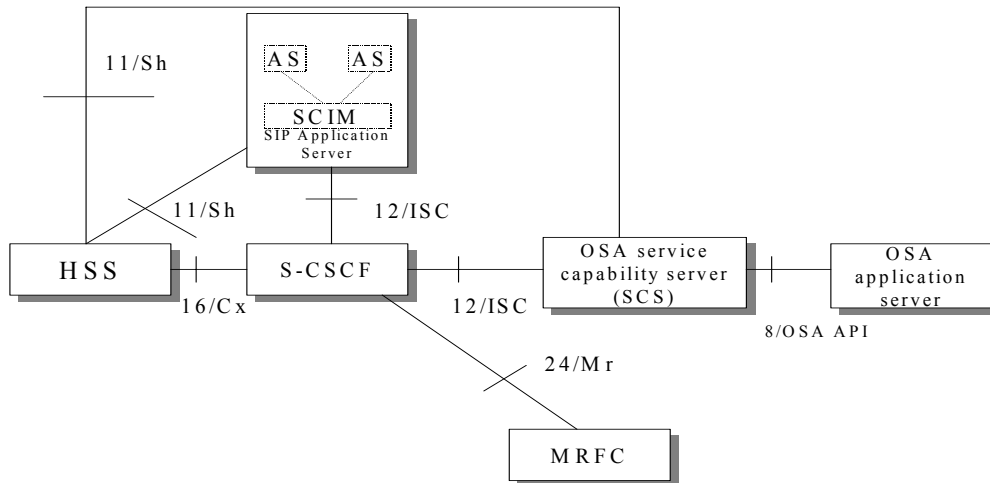 AS AS
11/Sh
SCIM
SIP Application
Server
11/Sh
12/ISC
HSS
S-CSCF
OSA service
capability server
(SCS)
OSA
application
server
16/Cx
12/ISC
8/OSA API
24/Mr
MRFC